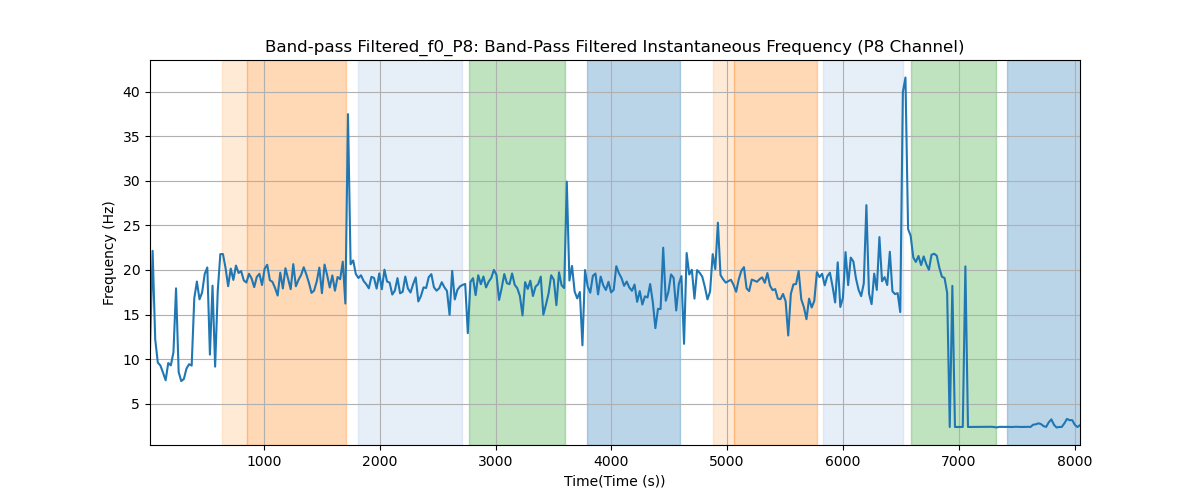 Band-pass Filtered_f0_P8: Band-Pass Filtered Instantaneous Frequency (P8 Channel)
Frequency (Hz)
40
35
30
25
20
15
10
5
1000 2000 3000 4000 5000 6000 7000 8000
Time(Time (s))